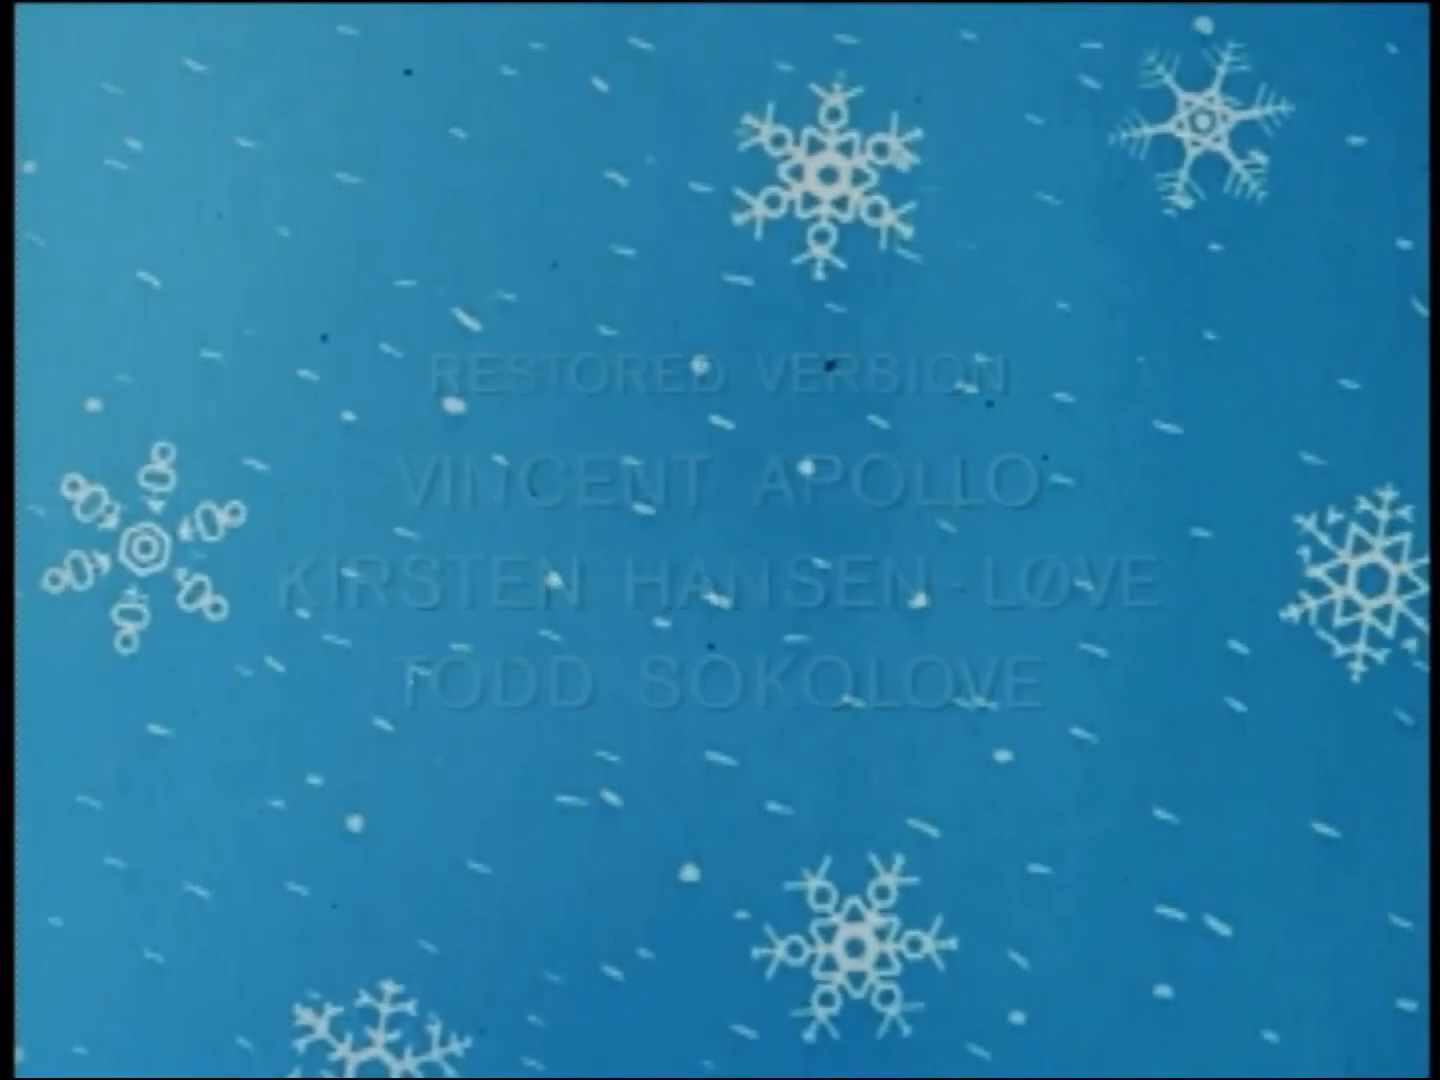 RESTORED VERSION
VINCENT APOLLO
KIRSTEN HANSEN-LØVE
TODD SOKOLOVE